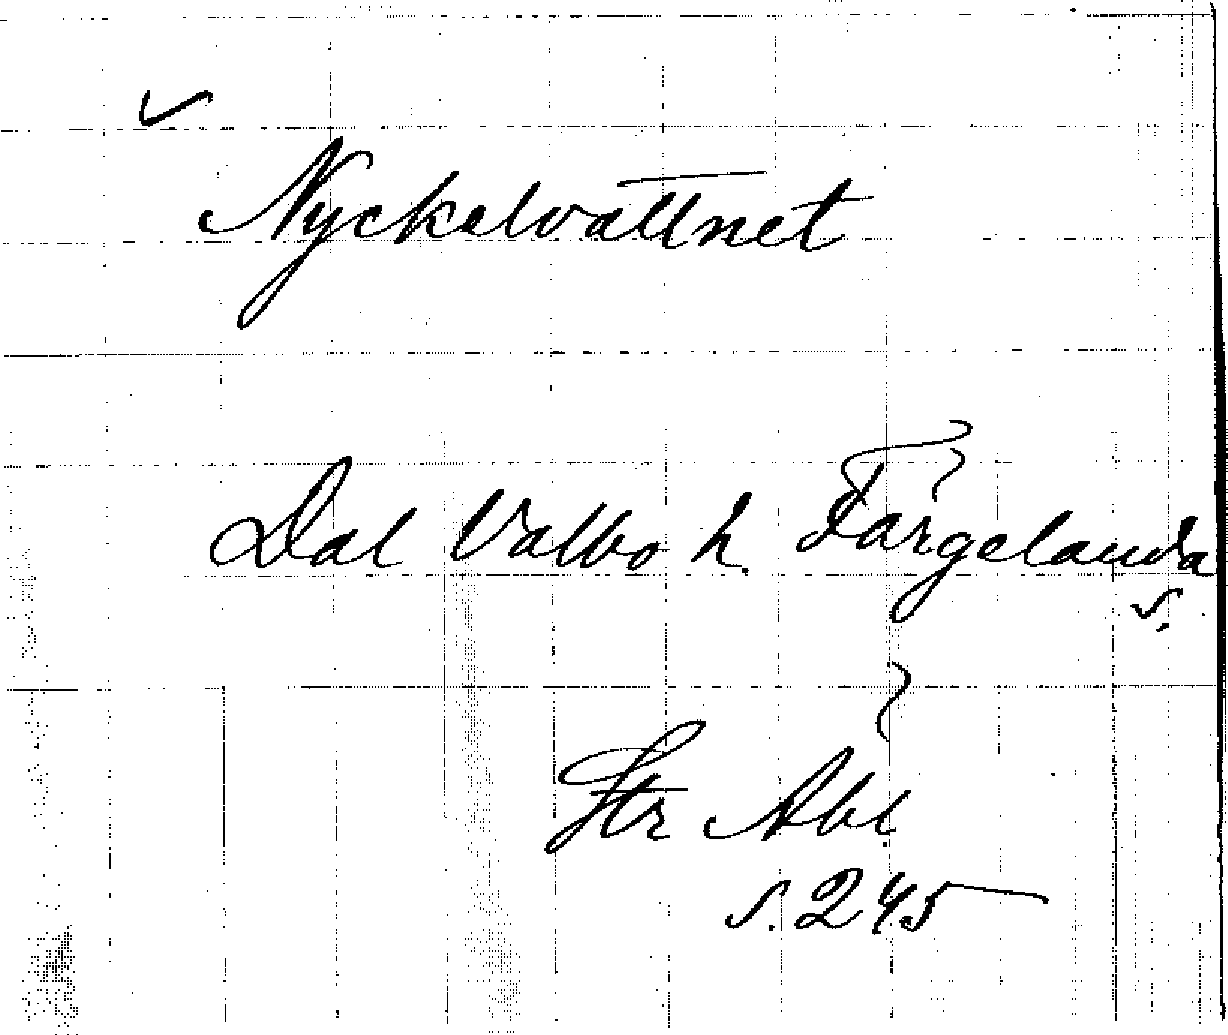 Nyckelvattnet
Dal Valbo h. Färgelanda
s.
Str Abl
s. 245